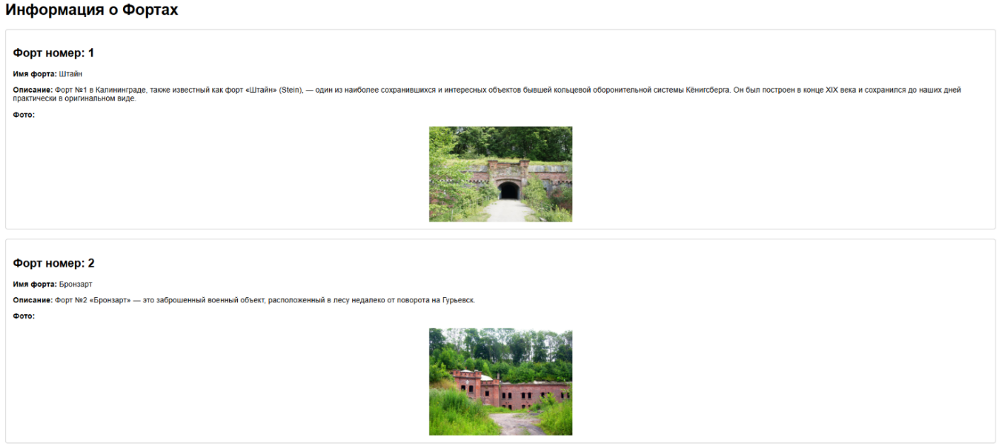 Информация о Фортах
Форт номер: 1
Имя форта: Штайн
Описание: Форт №1 в Калининграде, также известный как форт «Штайн» (Stein), — один из наиболее сохранившихся и интересных объектов бывшей кольцевой оборонительной системы Кёнигсберга. Он был построен в конце XIX века и сохранился до наших дней
практически в оригинальном виде.
Фото:
Форт номер: 2
Имя форта: Бронзарт
Описание: Форт №2 «Бронзарт» — это заброшенный военный объект, расположенный в лесу недалеко от поворота на Гурьевск.
Фото: